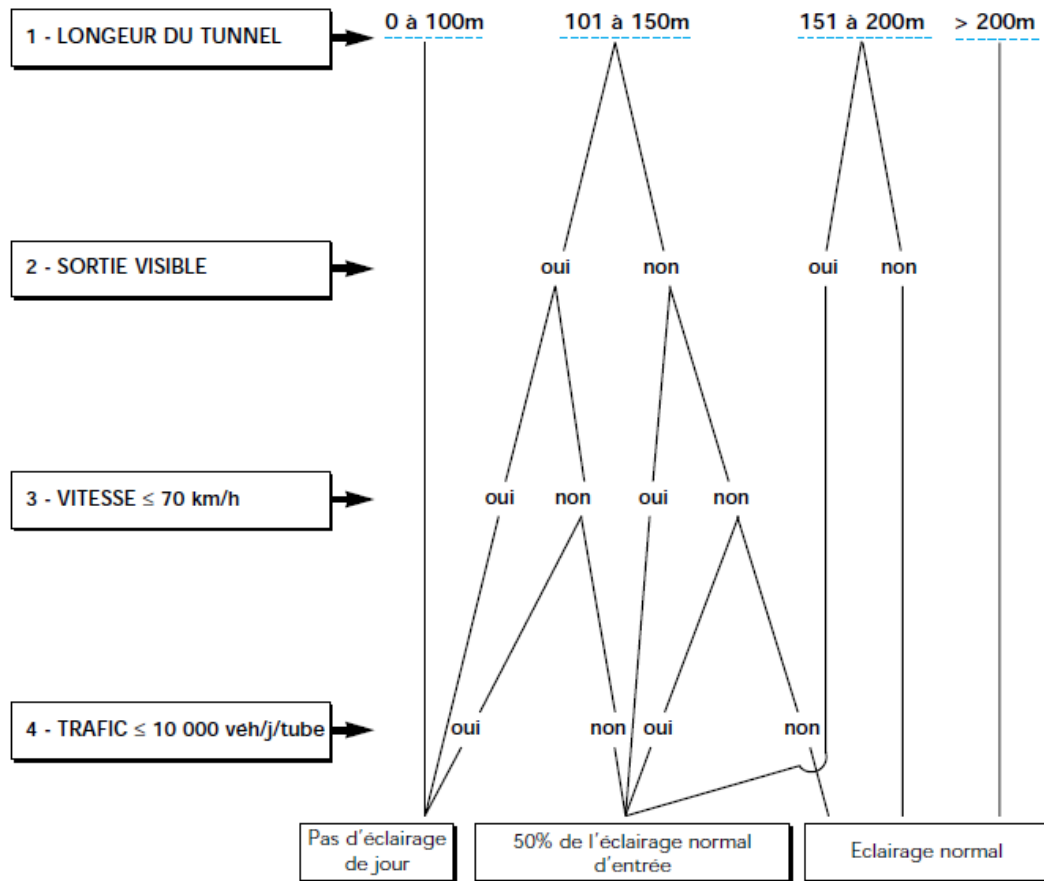 1 - LONGEUR DU TUNNEL
0 à 100m
101 à 150m
151 à 200m
> 200m
2 - SORTIE VISIBLE
oui
non
oui
non
3 - VITESSE ≤ 70 km/h
oui
non
oui
non
4 - TRAFIC ≤ 10 000 véh/j/tube
oui
non
oui
non
Pas d'éclairage
de jour
50% de l'éclairage normal
d'entrée
Eclairage normal